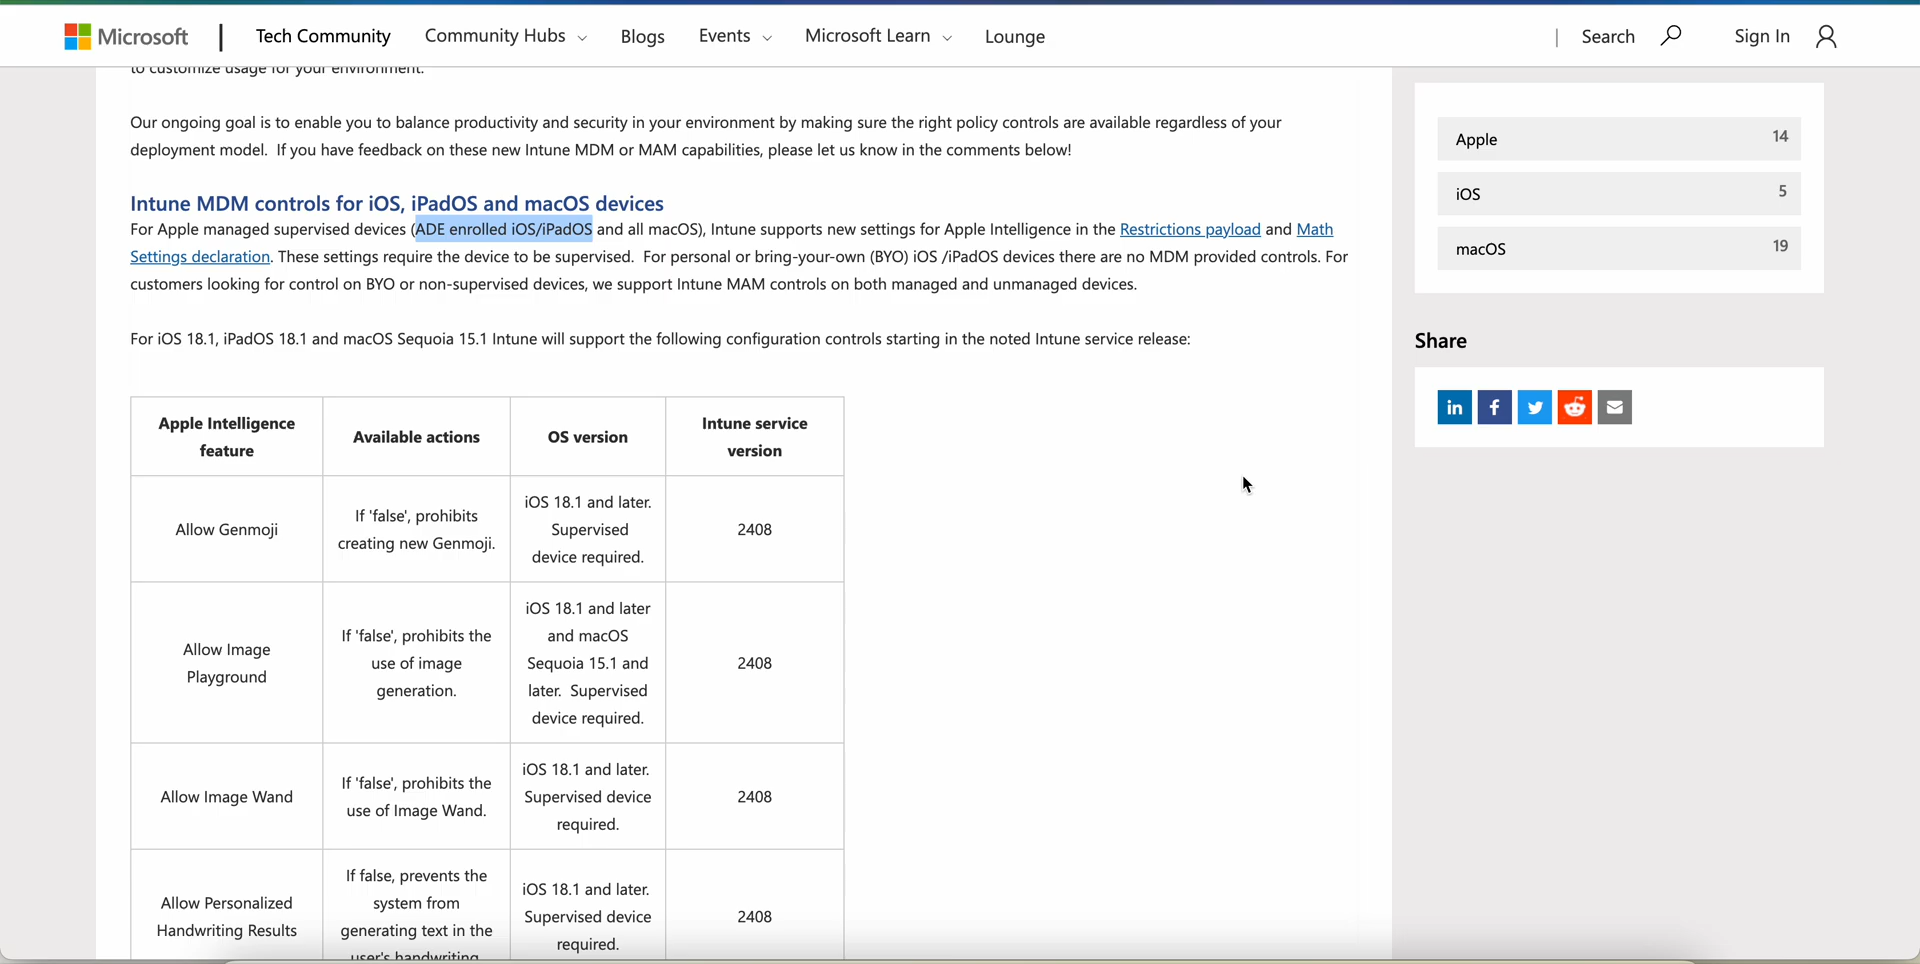 Microsoft
Tech Community
Community Hubs
Blogs
Events
Microsoft Learn
Lounge
Search
Sign In
to customize usage for your environment.
Our ongoing goal is to enable you to balance productivity and security in your environment by making sure the right policy controls are available regardless of your
deployment model.  If you have feedback on these new Intune MDM or MAM capabilities, please let us know in the comments below!
Intune MDM controls for iOS, iPadOS and macOS devices
For Apple managed supervised devices (ADE enrolled iOS/iPadOS and all macOS), Intune supports new settings for Apple Intelligence in the Restrictions payload and Math
Settings declaration. These settings require the device to be supervised.  For personal or bring-your-own (BYO) iOS /iPadOS devices there are no MDM provided controls. For
customers looking for control on BYO or non-supervised devices, we support Intune MAM controls on both managed and unmanaged devices.
For iOS 18.1, iPadOS 18.1 and macOS Sequoia 15.1 Intune will support the following configuration controls starting in the noted Intune service release:
Apple Intelligence
feature
Available actions
OS version
Intune service
version
Allow Genmoji
If 'false', prohibits
creating new Genmoji.
iOS 18.1 and later.
Supervised
device required.
2408
Allow Image
Playground
If 'false', prohibits the
use of image
generation.
iOS 18.1 and later
and macOS
Sequoia 15.1 and
later.  Supervised
device required.
2408
Allow Image Wand
If 'false', prohibits the
use of Image Wand.
iOS 18.1 and later.
Supervised device
required.
2408
Allow Personalized
Handwriting Results
If false, prevents the
system from
generating text in the
user's handwriting
iOS 18.1 and later.
Supervised device
required.
2408
Apple 14
iOS 5
macOS 19
Share
in
f